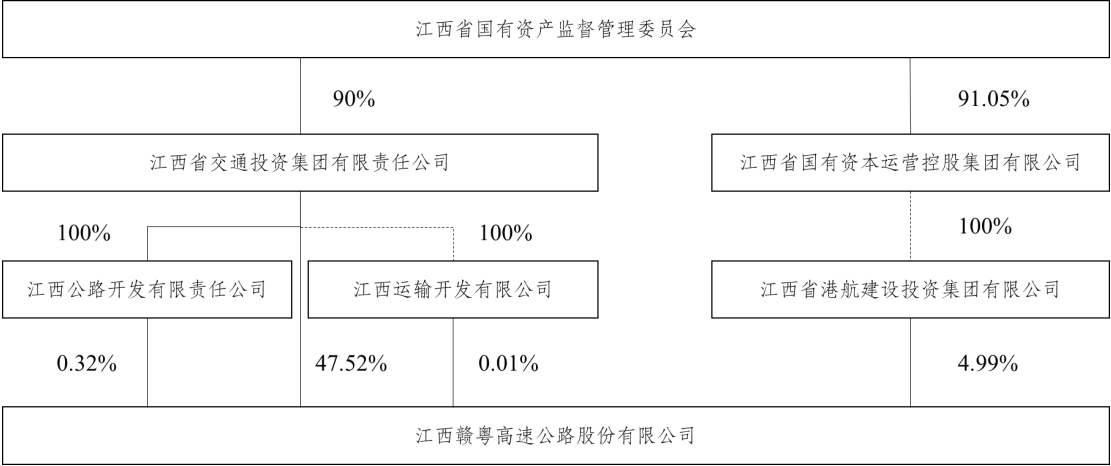 江西省国有资产监督管理委员会
90%
91.05%
江西省交通投资集团有限责任公司
江西省国有资本运营控股集团有限公司
100%
100%
100%
江西公路开发有限责任公司
江西运输开发有限公司
江西省港航建设投资集团有限公司
0.32%
47.52%
0.01%
4.99%
江西赣粤高速公路股份有限公司